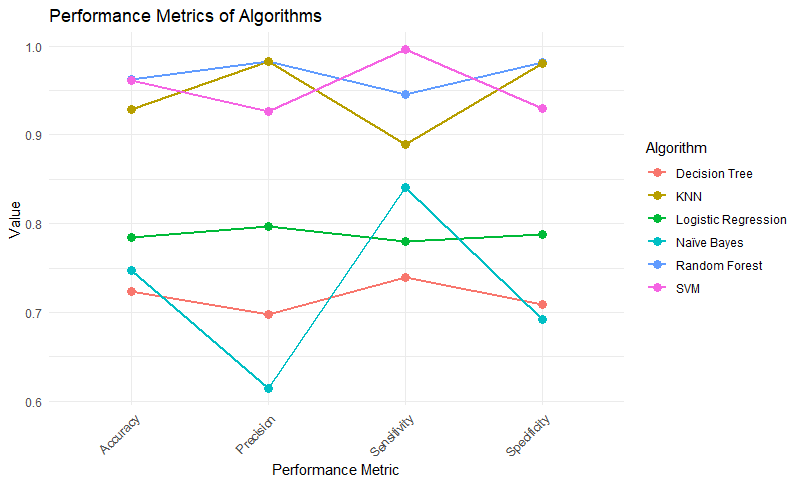 Performance Metrics of Algorithms
1.0
0.9
0.8
0.7
0.6
Value
Accuracy
Precision
Sensitivity
Specificity
Performance Metric
Algorithm
Decision Tree
KNN
Logistic Regression
Naïve Bayes
Random Forest
SVM